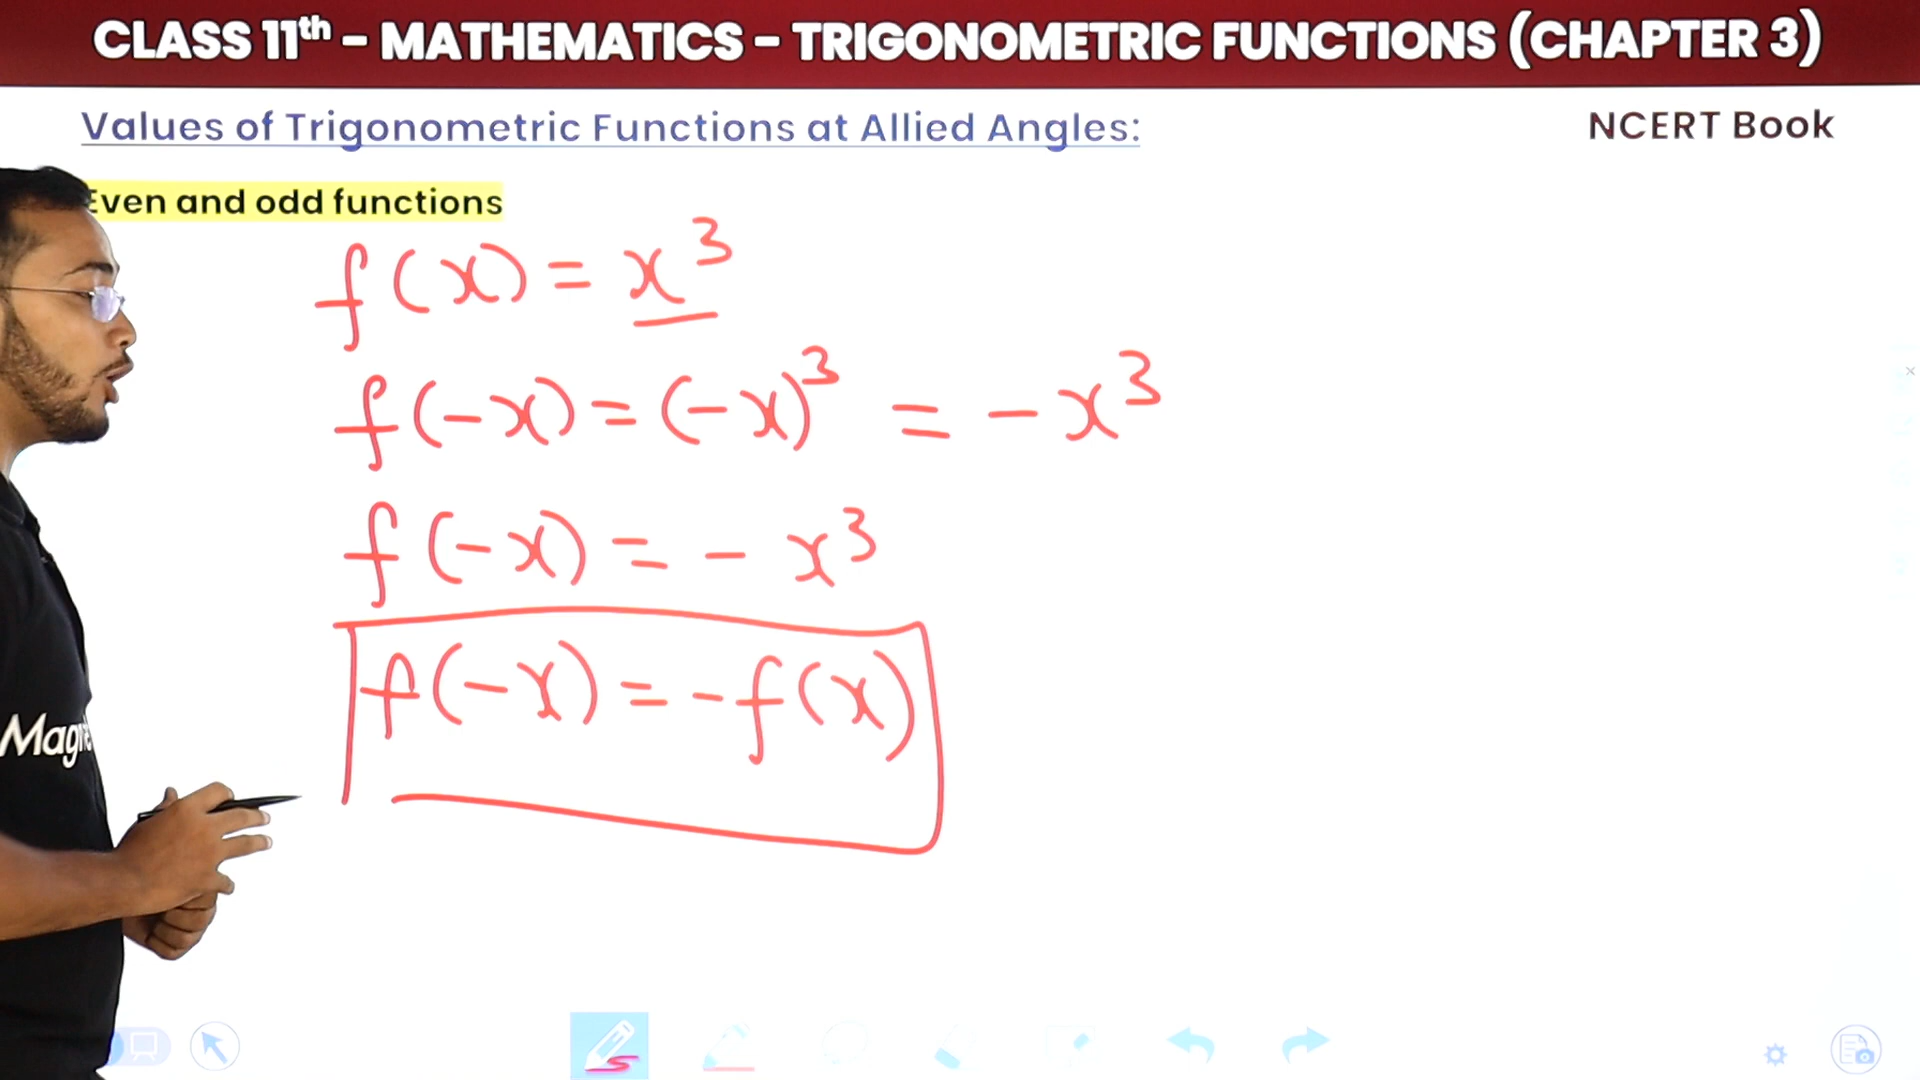 CLASS 11th - MATHEMATICS - TRIGONOMETRIC FUNCTIONS (CHAPTER 3)
Values of Trigonometric Functions at Allied Angles:
NCERT Book
Even and odd functions
f(x) = x³
f(-x) = (-x)³ = -x³
f(-x) = - x³
f(-x) = -f(x)